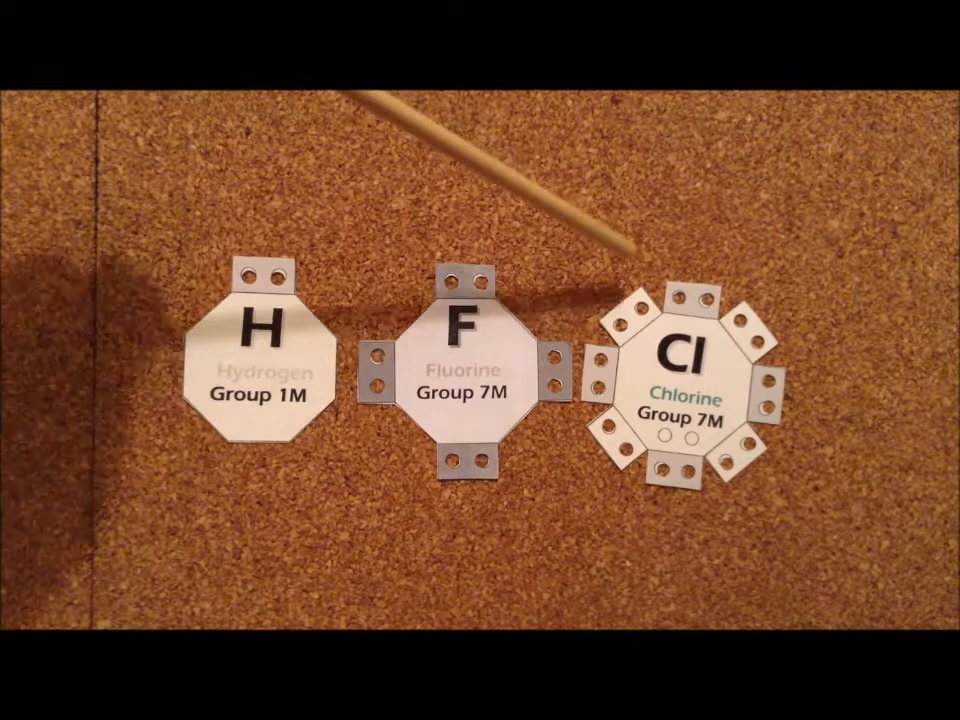 H
Hydrogen
Group 1M
F
Fluorine
Group 7M
Cl
Chlorine
Group 7M